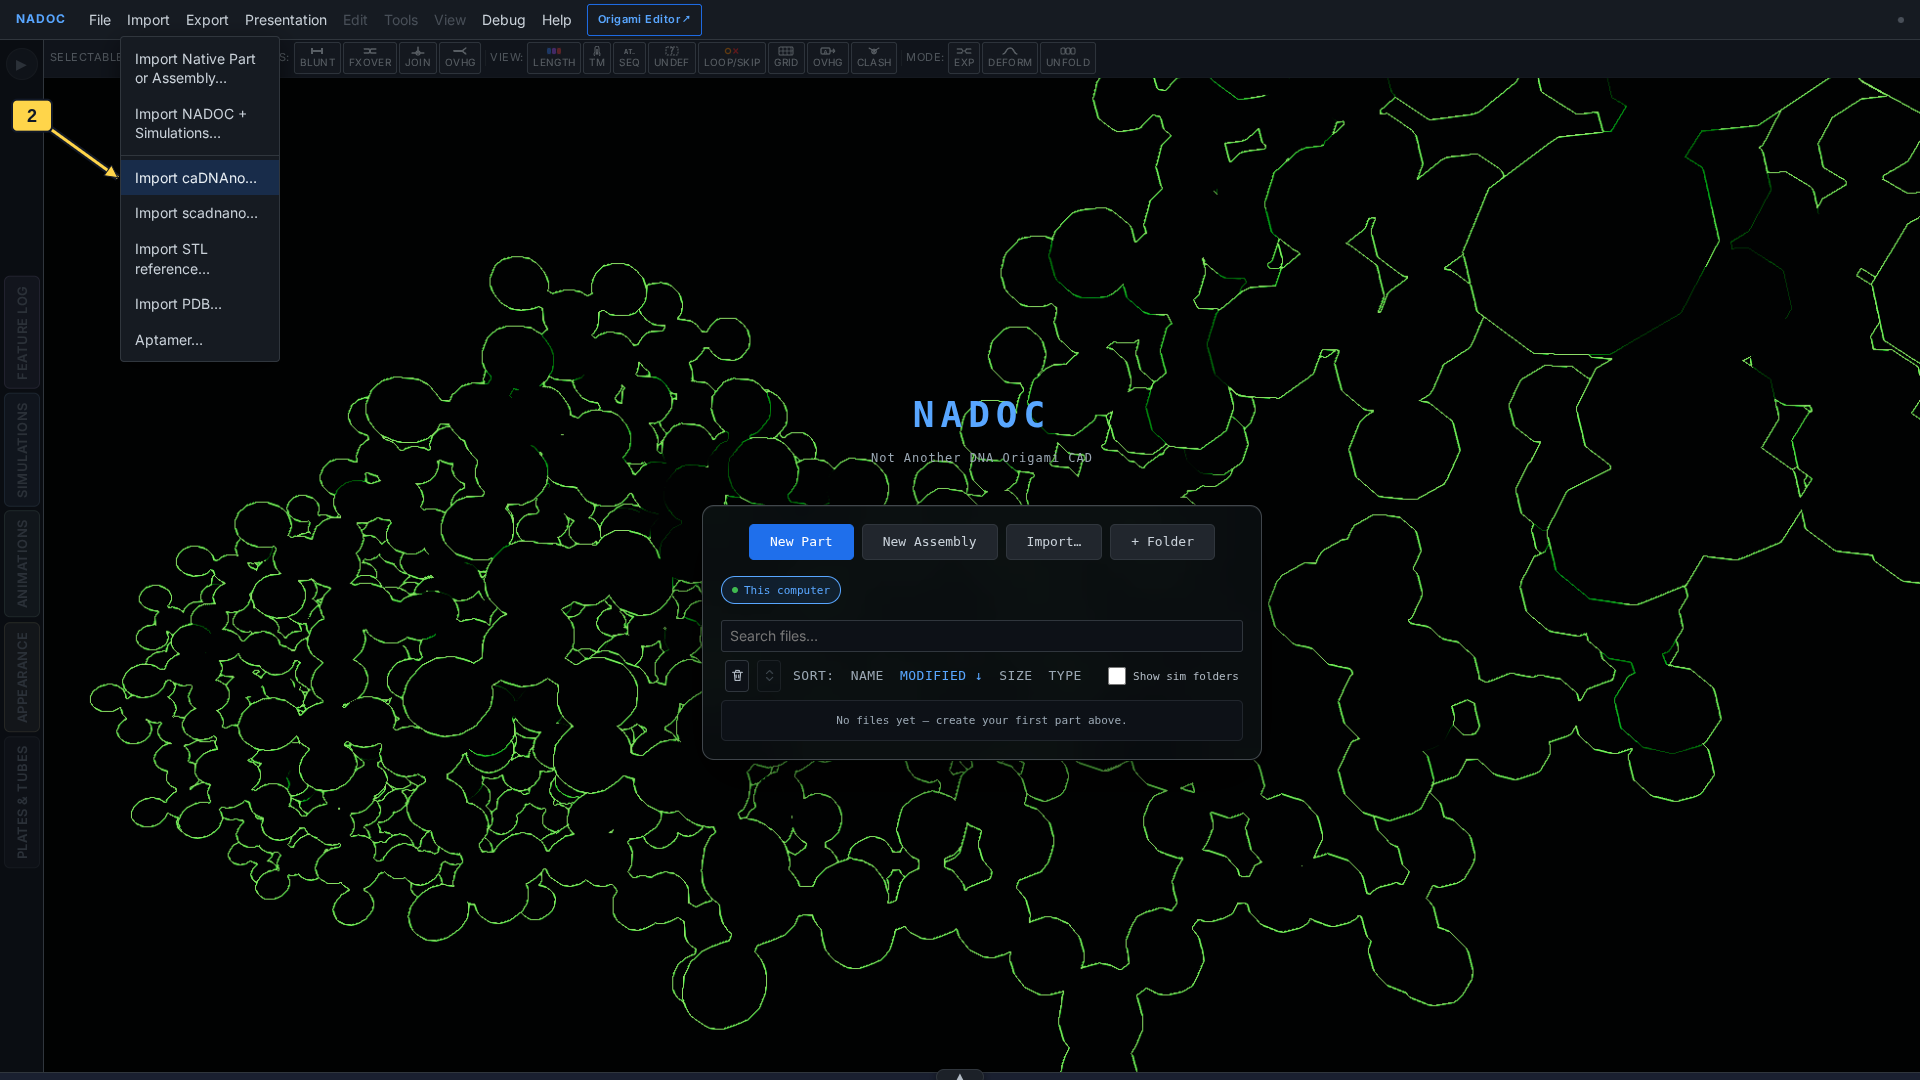 NADOC File Import Export Presentation Edit Tools View Debug Help Origami Editor↗
SELECTABLE S: BLUNT FXOVER JOIN OVHG VIEW: LENGTH TM SEQ UNDEF LOOP/SKIP GRID OVHG CLASH MODE: EXP DEFORM UNFOLD
Import Native Part
or Assembly...
Import NADOC +
Simulations...
2
Import caDNAno...
Import scadnano...
Import STL
reference...
Import PDB...
Aptamer...
FEATURE LOG
SIMULATIONS
ANIMATIONS
APPEARANCE
PLATES & TUBES
NADOC
Not Another DNA Origami CAD
New Part New Assembly Import… + Folder
This computer
Search files...
SORT: NAME MODIFIED ↓ SIZE TYPE Show sim folders
No files yet — create your first part above.